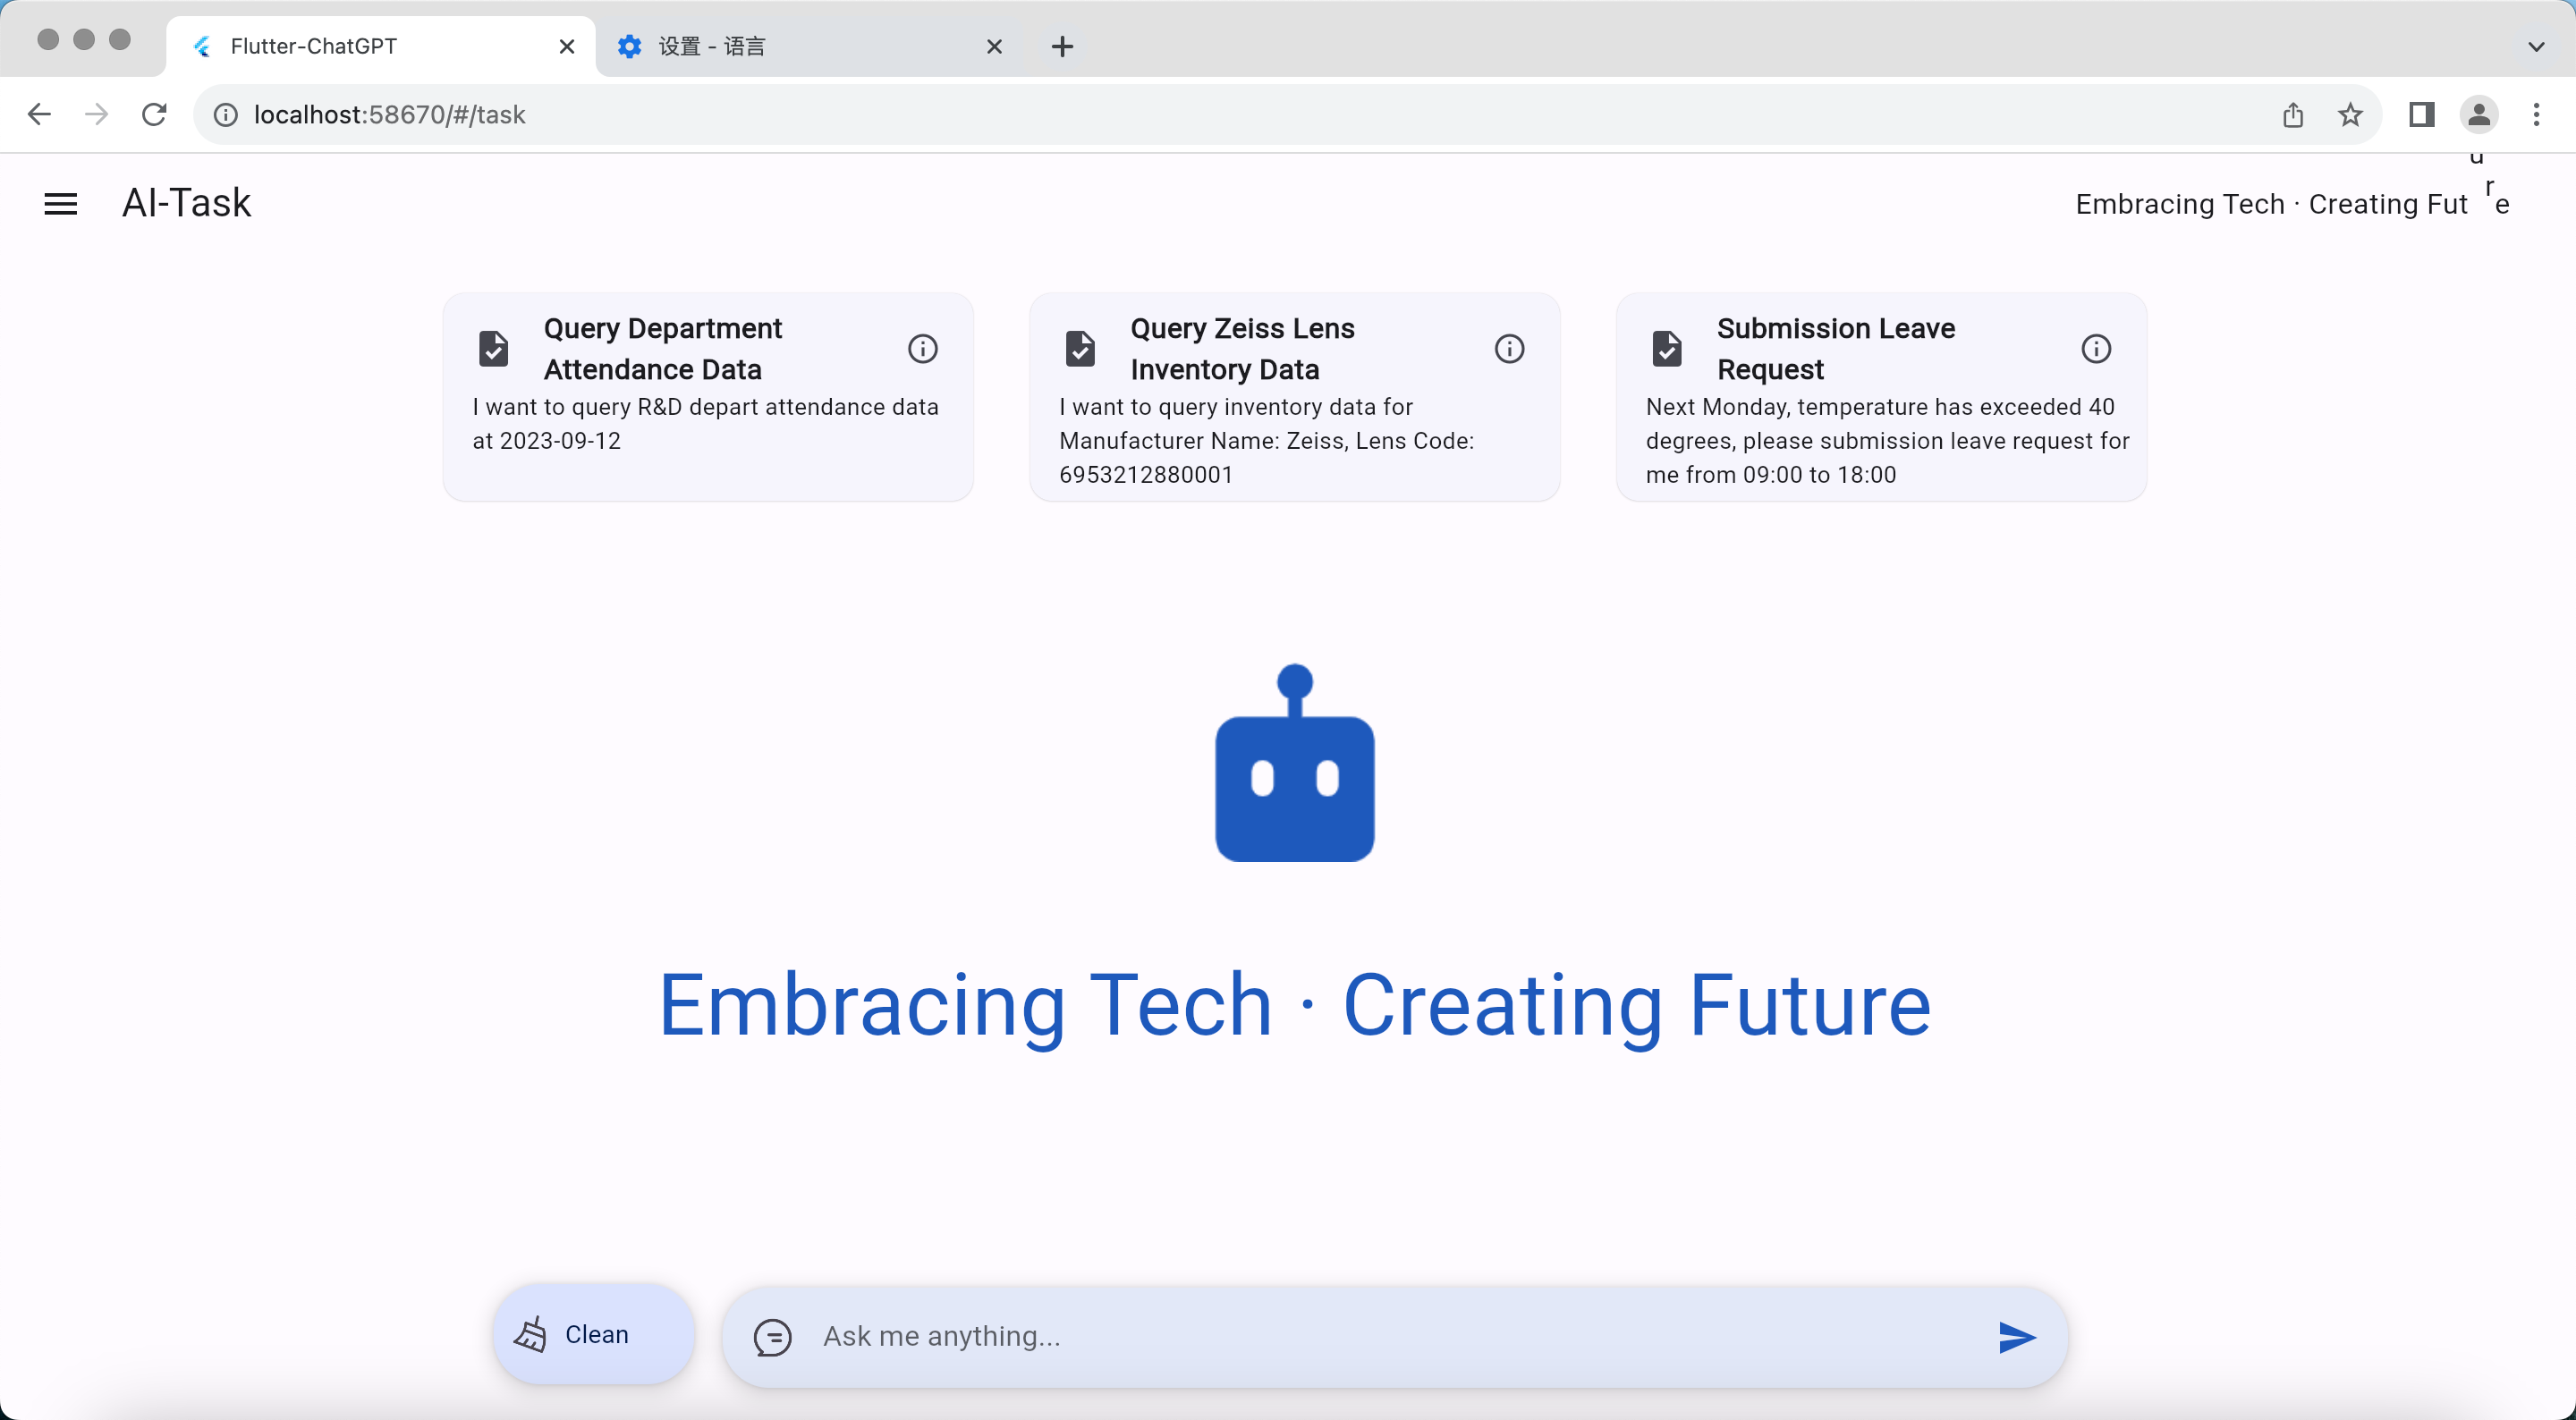 Flutter-ChatGPT
设置 - 语言
localhost:58670/#/task
AI-Task
Embracing Tech · Creating Future
Query Department
Attendance Data
I want to query R&D depart attendance data
at 2023-09-12
Query Zeiss Lens
Inventory Data
I want to query inventory data for
Manufacturer Name: Zeiss, Lens Code:
6953212880001
Submission Leave
Request
Next Monday, temperature has exceeded 40
degrees, please submission leave request for
me from 09:00 to 18:00
Embracing Tech · Creating Future
Clean
Ask me anything...